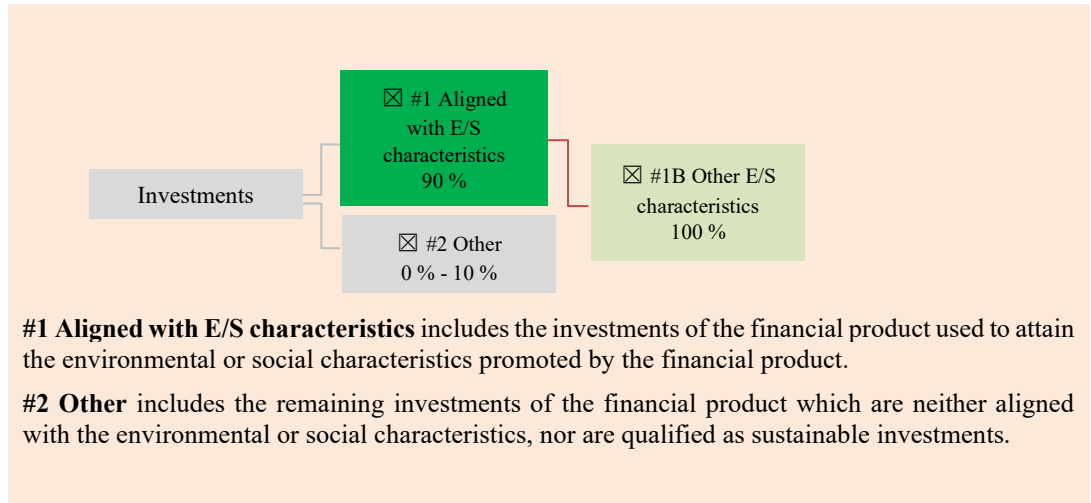 ☒ #1 Aligned
with E/S
characteristics
90 %
Investments
☒ #1B Other E/S
characteristics
100 %
☒ #2 Other
0 % - 10 %
#1 Aligned with E/S characteristics includes the investments of the financial product used to attain
the environmental or social characteristics promoted by the financial product.
#2 Other includes the remaining investments of the financial product which are neither aligned
with the environmental or social characteristics, nor are qualified as sustainable investments.